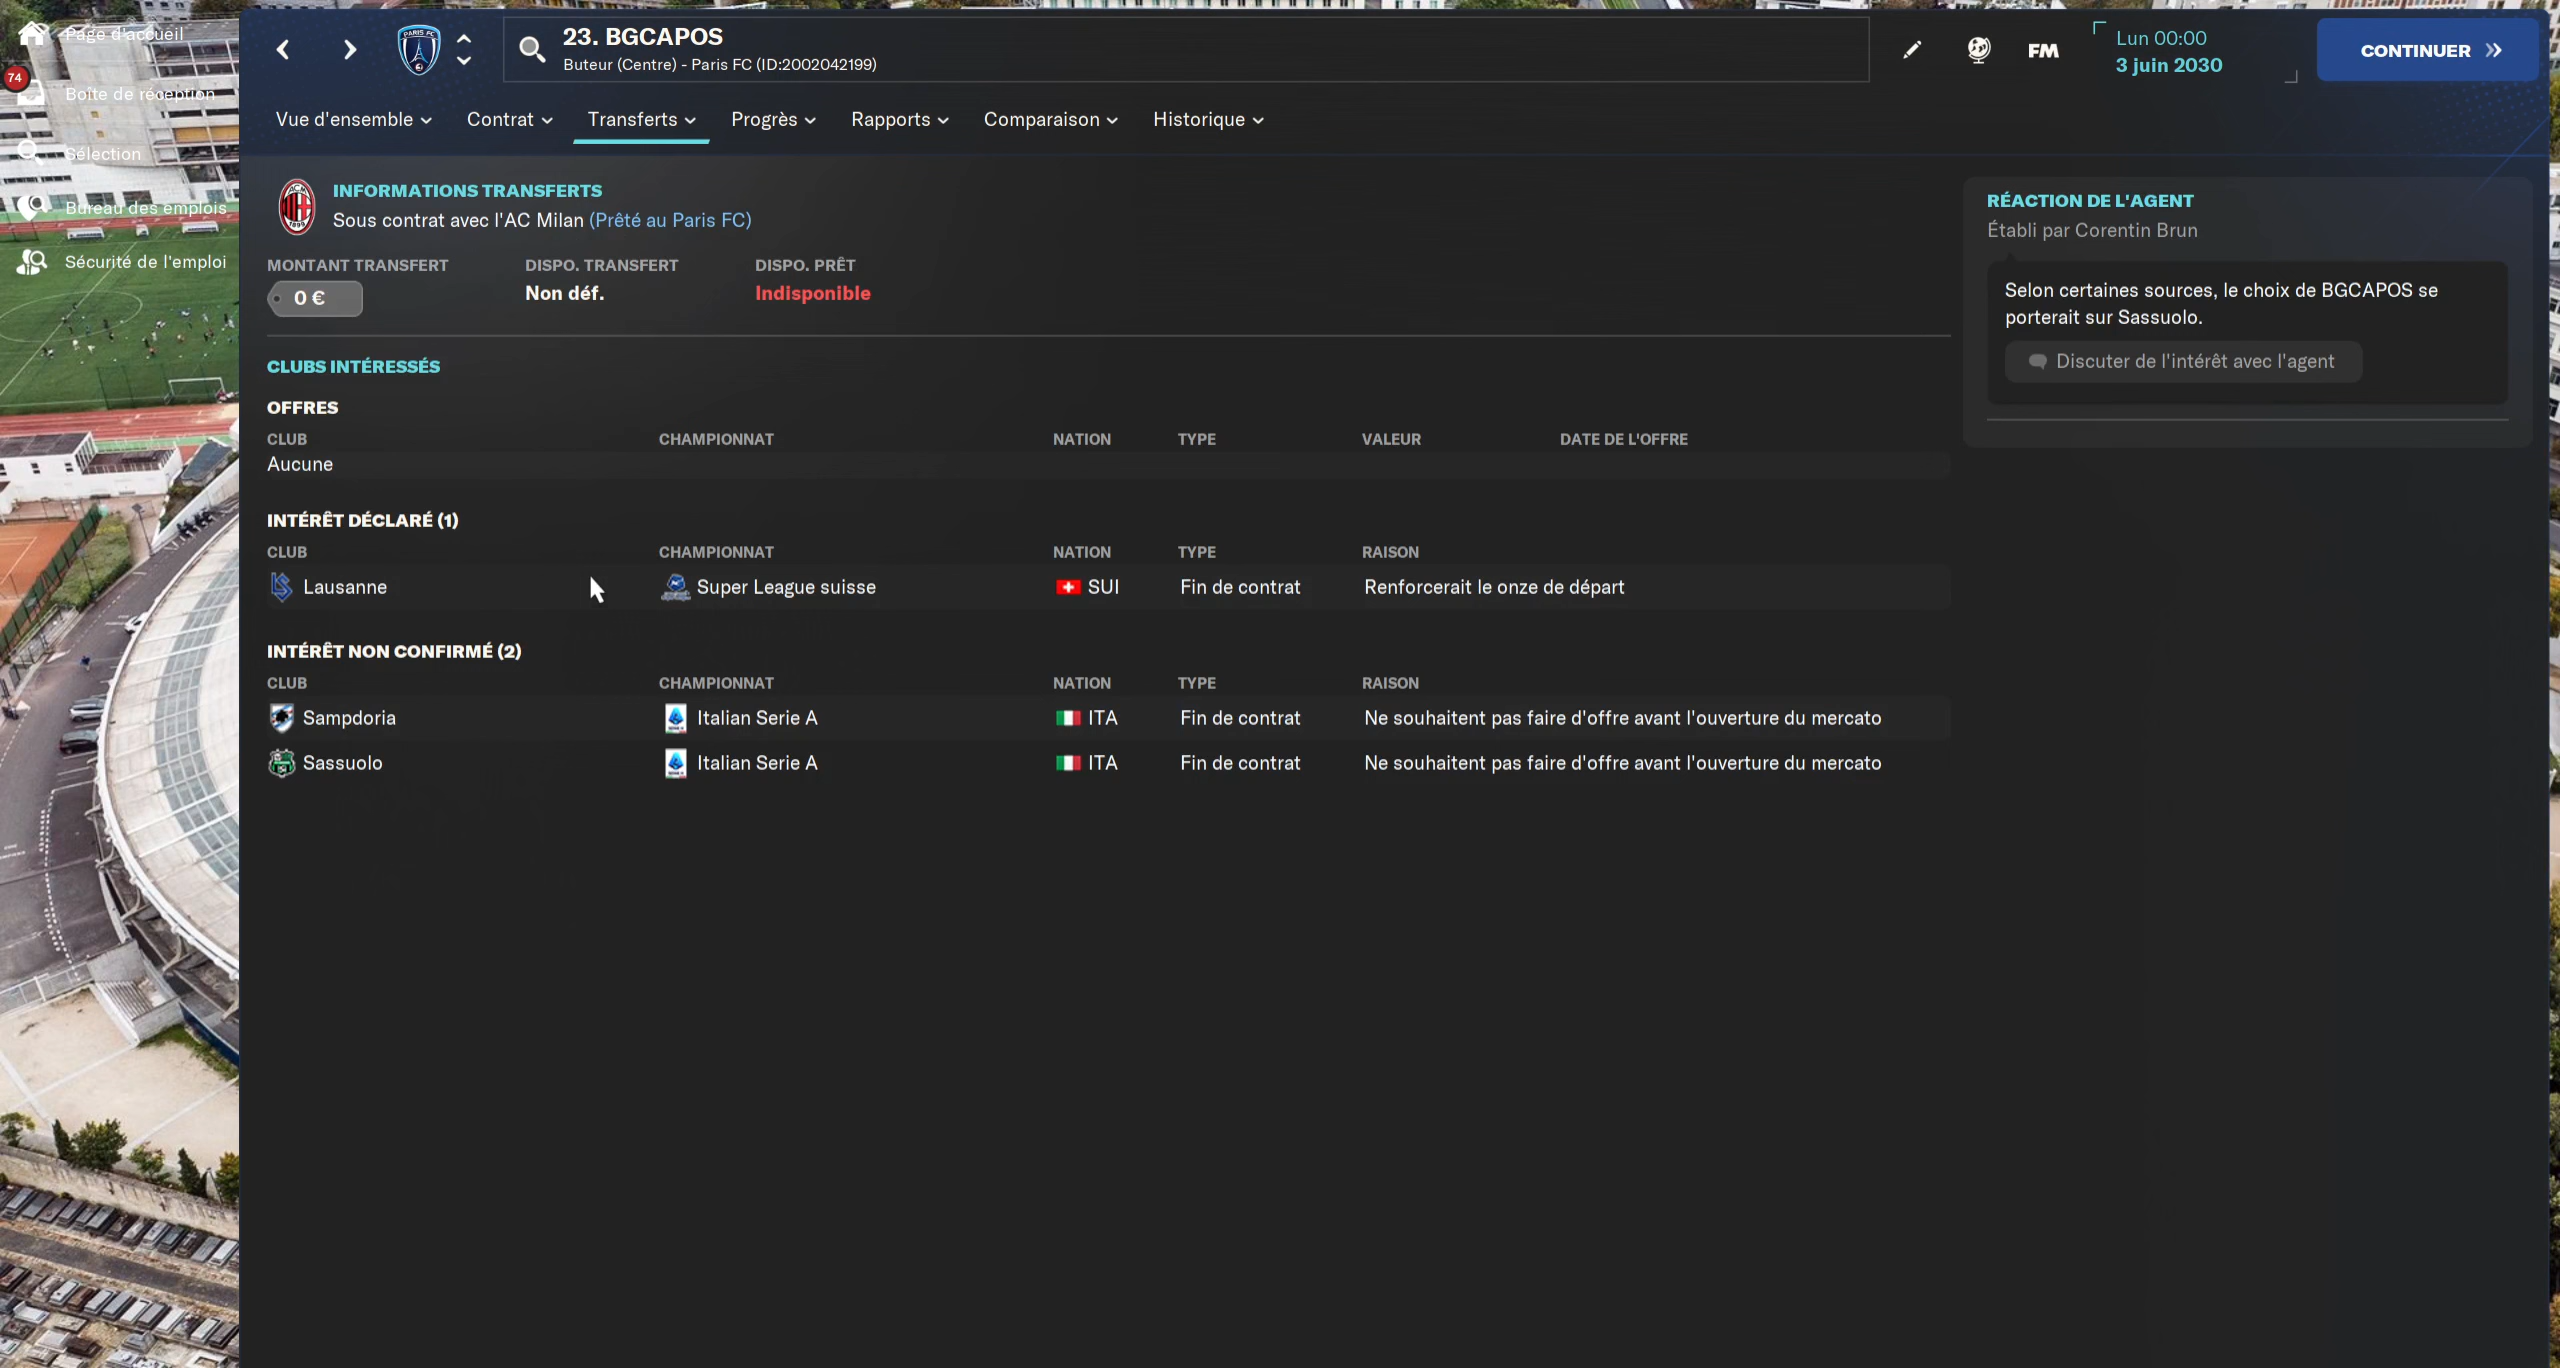 Page d'accueil
74
Boîte de réception
Sélection
Bureau des emplois
Sécurité de l'emploi
PARIS FC
23. BGCAPOS
Buteur (Centre) - Paris FC (ID:2002042199)
FM
Lun 00:00
3 juin 2030
CONTINUER
Vue d'ensemble
Contrat
Transferts
Progrès
Rapports
Comparaison
Historique
ACM
1899
INFORMATIONS TRANSFERTS
Sous contrat avec l'AC Milan (Prêté au Paris FC)
MONTANT TRANSFERT DISPO. TRANSFERT DISPO. PRÊT
0 € Non déf. Indisponible
CLUBS INTÉRESSÉS
OFFRES
CLUB CHAMPIONNAT NATION TYPE VALEUR DATE DE L'OFFRE
Aucune
INTÉRÊT DÉCLARÉ (1)
CLUB CHAMPIONNAT NATION TYPE RAISON
Lausanne Super League suisse SUI Fin de contrat Renforcerait le onze de départ
INTÉRÊT NON CONFIRMÉ (2)
CLUB CHAMPIONNAT NATION TYPE RAISON
Sampdoria Italian Serie A ITA Fin de contrat Ne souhaitent pas faire d'offre avant l'ouverture du mercato
Sassuolo Italian Serie A ITA Fin de contrat Ne souhaitent pas faire d'offre avant l'ouverture du mercato
RÉACTION DE L'AGENT
Établi par Corentin Brun
Selon certaines sources, le choix de BGCAPOS se
porterait sur Sassuolo.
Discuter de l'intérêt avec l'agent